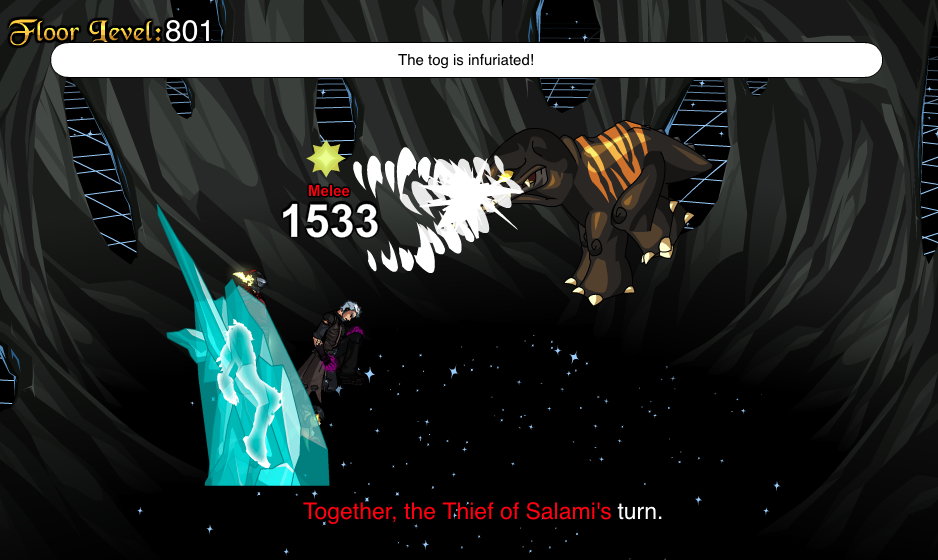 Floor Level: 801
The tog is infuriated!
Melee
1533
Together, the Thief of Salami's turn.